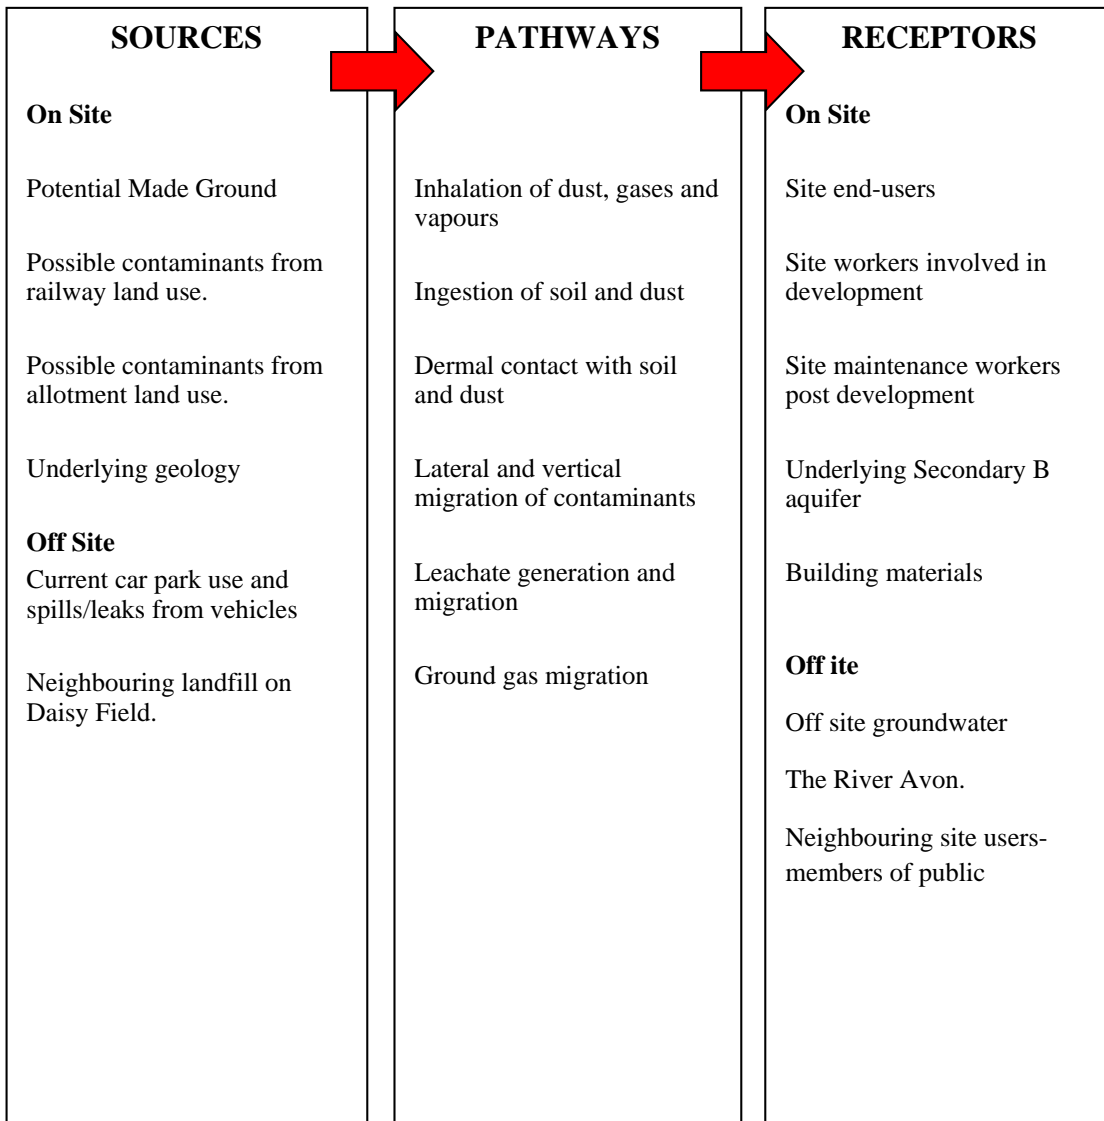 SOURCES
On Site
Potential Made Ground
Possible contaminants from
railway land use.
Possible contaminants from
allotment land use.
Underlying geology
Off Site
Current car park use and
spills/leaks from vehicles
Neighbouring landfill on
Daisy Field.
PATHWAYS
Inhalation of dust, gases and
vapours
Ingestion of soil and dust
Dermal contact with soil
and dust
Lateral and vertical
migration of contaminants
Leachate generation and
migration
Ground gas migration
RECEPTORS
On Site
Site end-users
Site workers involved in
development
Site maintenance workers
post development
Underlying Secondary B
aquifer
Building materials
Off ite
Off site groundwater
The River Avon.
Neighbouring site users-
members of public